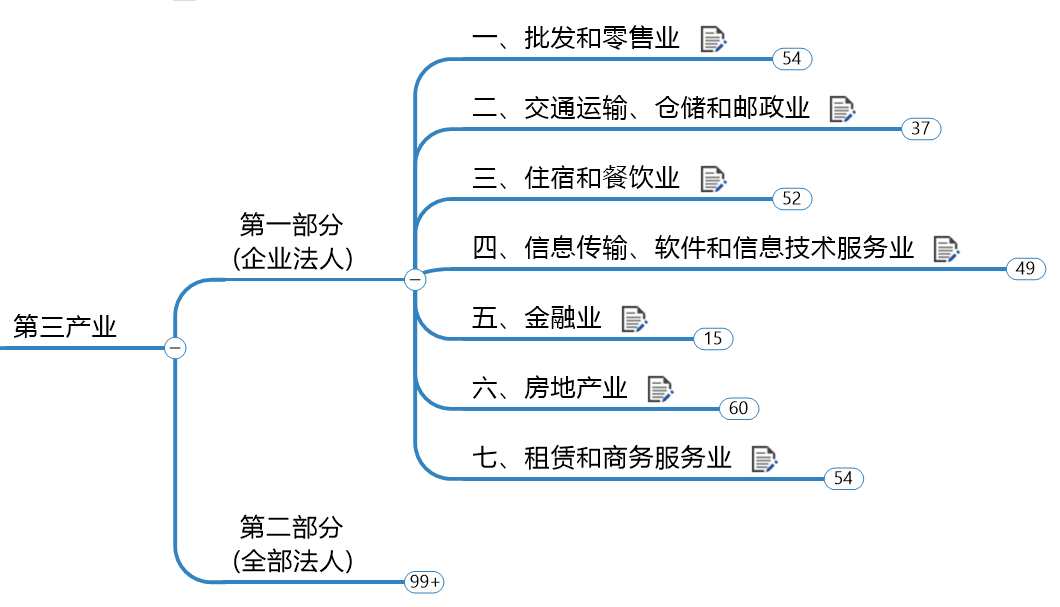 一、批发和零售业
54
二、交通运输、仓储和邮政业
37
三、住宿和餐饮业
52
第一部分
(企业法人)
四、信息传输、软件和信息技术服务业
49
第三产业
五、金融业
15
六、房地产业
60
七、租赁和商务服务业
54
第二部分
(全部法人)
99+